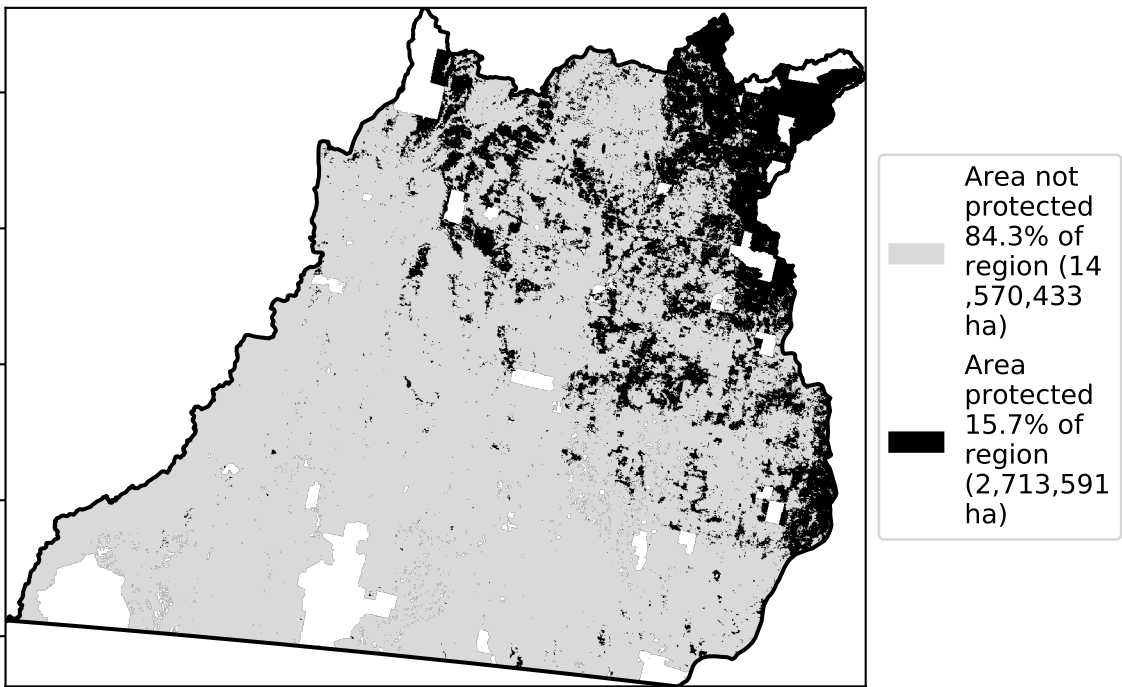 Area not
protected
84.3% of
region (14
,570,433
ha)
Area
protected
15.7% of
region
(2,713,591
ha)